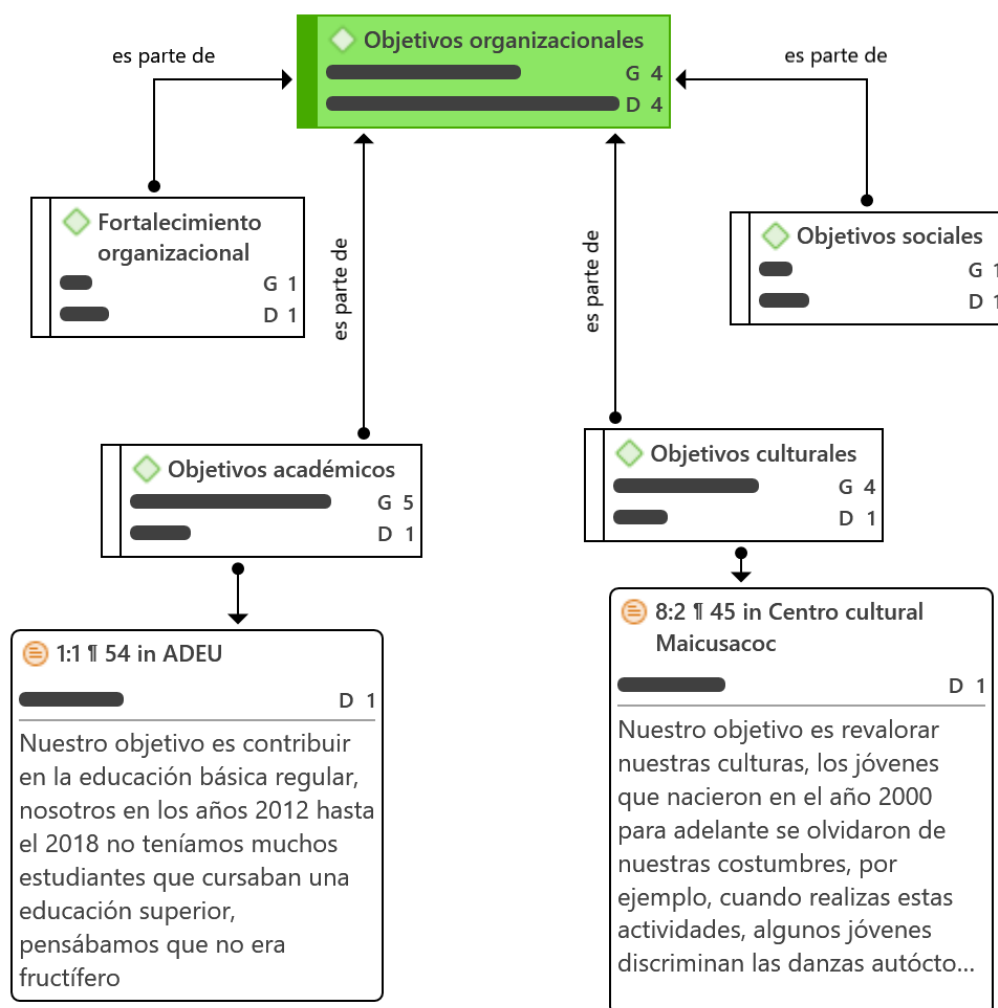 Objetivos organizacionales
G 4
D 4
es parte de
es parte de
Fortalecimiento
organizacional
G 1
D 1
es parte de
es parte de
Objetivos sociales
G 1
D 1
Objetivos académicos
G 5
D 1
Objetivos culturales
G 4
D 1
1:1 ¶ 54 in ADEU
D 1
Nuestro objetivo es contribuir
en la educación básica regular,
nosotros en los años 2012 hasta
el 2018 no teníamos muchos
estudiantes que cursaban una
educación superior,
pensábamos que no era
fructífero
8:2 ¶ 45 in Centro cultural
Maicusacoc
D 1
Nuestro objetivo es revalorar
nuestras culturas, los jóvenes
que nacieron en el año 2000
para adelante se olvidaron de
nuestras costumbres, por
ejemplo, cuando realizas estas
actividades, algunos jóvenes
discriminan las danzas autócto...